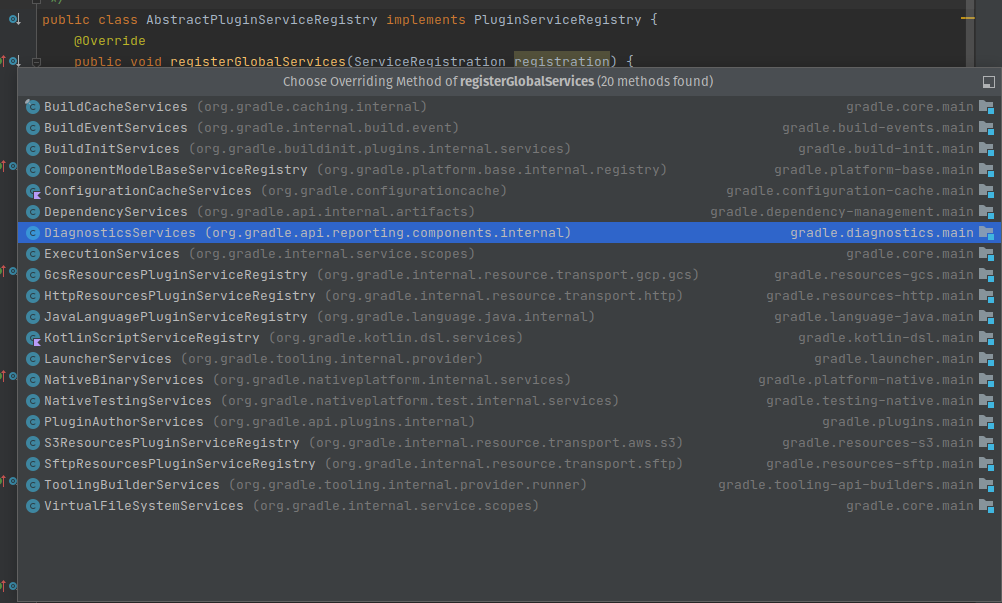 */
public class AbstractPluginServiceRegistry implements PluginServiceRegistry {
@Override
public void registerGlobalServices(ServiceRegistration registration) {
Choose Overriding Method of registerGlobalServices (20 methods found)
BuildCacheServices (org.gradle.caching.internal) gradle.core.main
BuildEventServices (org.gradle.internal.build.event) gradle.build-events.main
BuildInitServices (org.gradle.buildinit.plugins.internal.services) gradle.build-init.main
ComponentModelBaseServiceRegistry (org.gradle.platform.base.internal.registry) gradle.platform-base.main
ConfigurationCacheServices (org.gradle.configurationcache) gradle.configuration-cache.main
DependencyServices (org.gradle.api.internal.artifacts) gradle.dependency-management.main
DiagnosticsServices (org.gradle.api.reporting.components.internal) gradle.diagnostics.main
ExecutionServices (org.gradle.internal.service.scopes) gradle.core.main
GcsResourcesPluginServiceRegistry (org.gradle.internal.resource.transport.gcp.gcs) gradle.resources-gcs.main
HttpResourcesPluginServiceRegistry (org.gradle.internal.resource.transport.http) gradle.resources-http.main
JavaLanguagePluginServiceRegistry (org.gradle.language.java.internal) gradle.language-java.main
KotlinScriptServiceRegistry (org.gradle.kotlin.dsl.services) gradle.kotlin-dsl.main
LauncherServices (org.gradle.tooling.internal.provider) gradle.launcher.main
NativeBinaryServices (org.gradle.nativeplatform.internal.services) gradle.platform-native.main
NativeTestingServices (org.gradle.nativeplatform.test.internal.services) gradle.testing-native.main
PluginAuthorServices (org.gradle.api.plugins.internal) gradle.plugins.main
S3ResourcesPluginServiceRegistry (org.gradle.internal.resource.transport.aws.s3) gradle.resources-s3.main
SftpResourcesPluginServiceRegistry (org.gradle.internal.resource.transport.sftp) gradle.resources-sftp.main
ToolingBuilderServices (org.gradle.tooling.internal.provider.runner) gradle.tooling-api-builders.main
VirtualFileSystemServices (org.gradle.internal.service.scopes) gradle.core.main